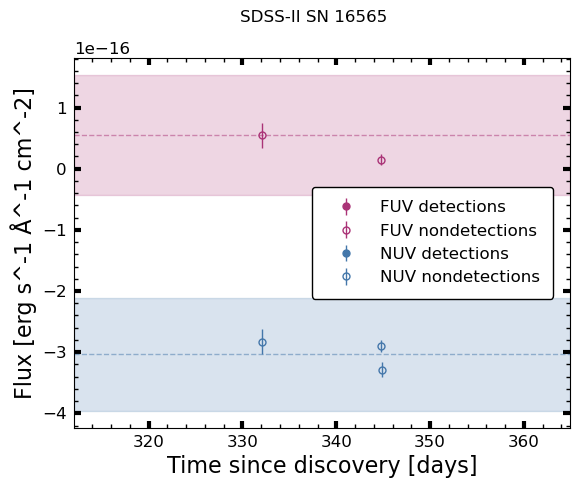 SDSS-II SN 16565
1e−16
1
0
−1
−2
−3
−4
Flux [erg s^-1 Å^-1 cm^-2]
FUV detections
FUV nondetections
NUV detections
NUV nondetections
320
330
340
350
360
Time since discovery [days]